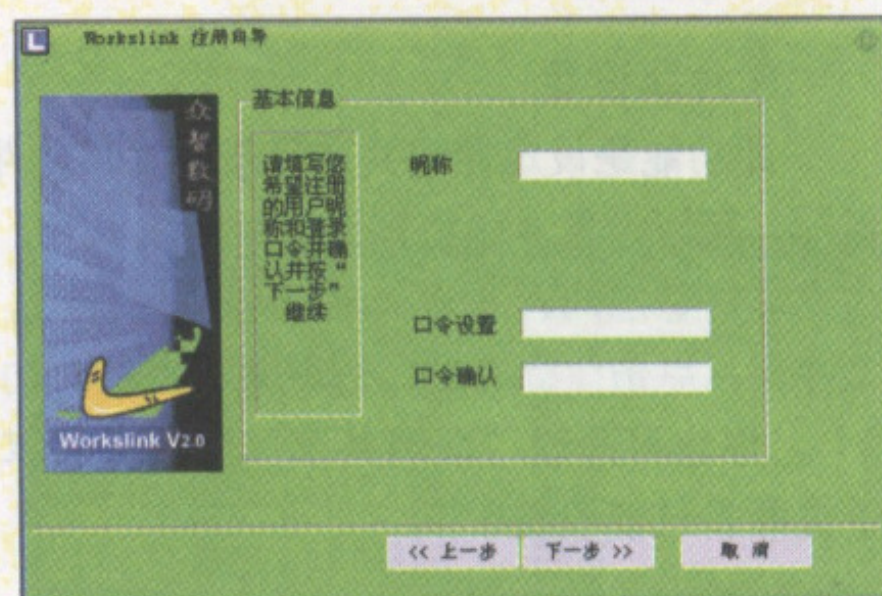 Workslink 注册向导
众智数码
Workslink V2.0
基本信息
请填写您
希望注册
的用户昵
称和登录
口令并确
认并按“
下一步”
继续
昵称
口令设置
口令确认
<< 上一步
下一步 >>
取 消